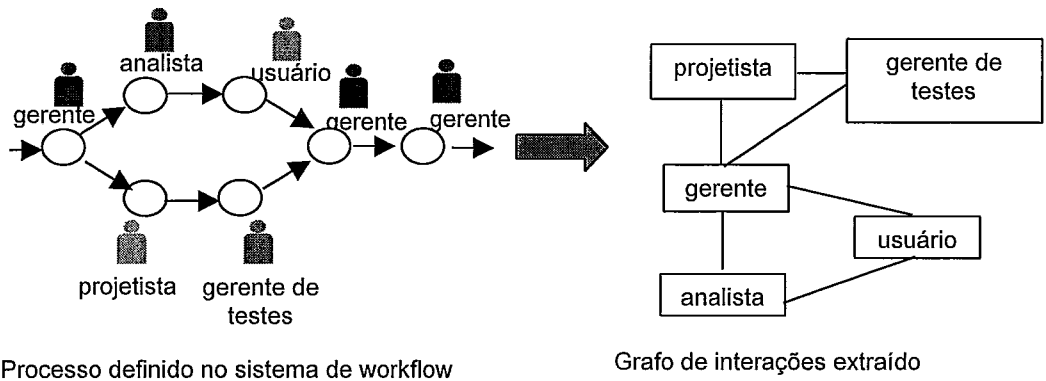 analista
usuário
gerente
gerente
gerente
projetista
gerente de
testes
Processo definido no sistema de workflow
projetista
gerente de
testes
gerente
usuário
analista
Grafo de interações extraído